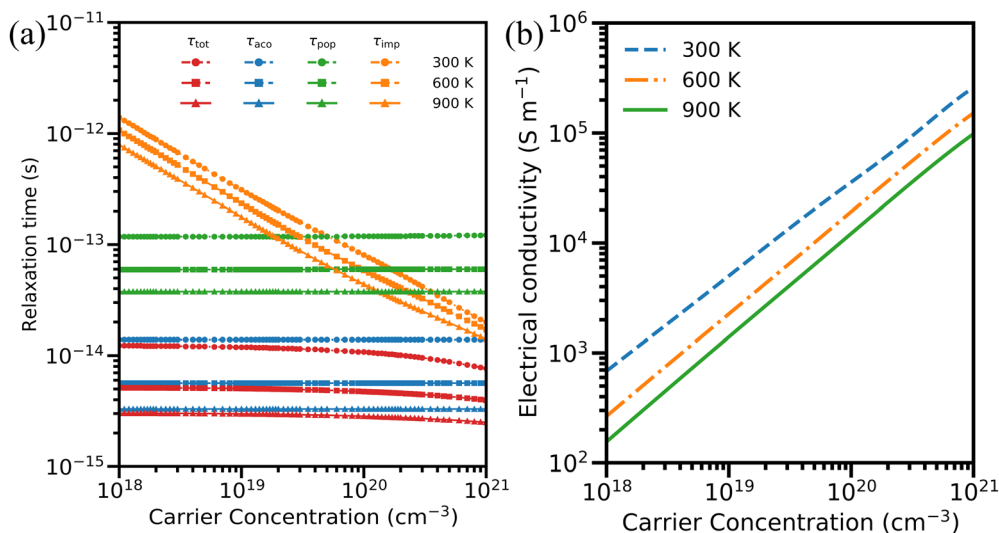 (a)
10⁻¹¹
10⁻¹²
10⁻¹³
10⁻¹⁴
10⁻¹⁵
Relaxation time (s)
τtot τaco τpop τimp
300 K
600 K
900 K
10¹⁸ 10¹⁹ 10²⁰ 10²¹
Carrier Concentration (cm⁻³)
(b)
10⁶
10⁵
10⁴
10³
10²
Electrical conductivity (S m⁻¹)
300 K
600 K
900 K
10¹⁸ 10¹⁹ 10²⁰ 10²¹
Carrier Concentration (cm⁻³)